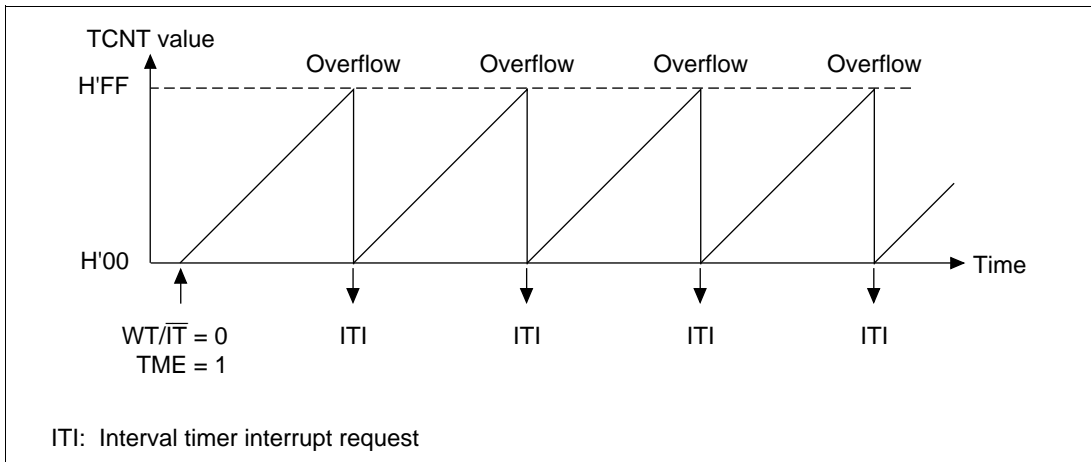 TCNT value
Overflow Overflow Overflow Overflow
H'FF
H'00
Time
WT/I̅T̅ = 0
TME = 1
ITI ITI ITI ITI
ITI: Interval timer interrupt request